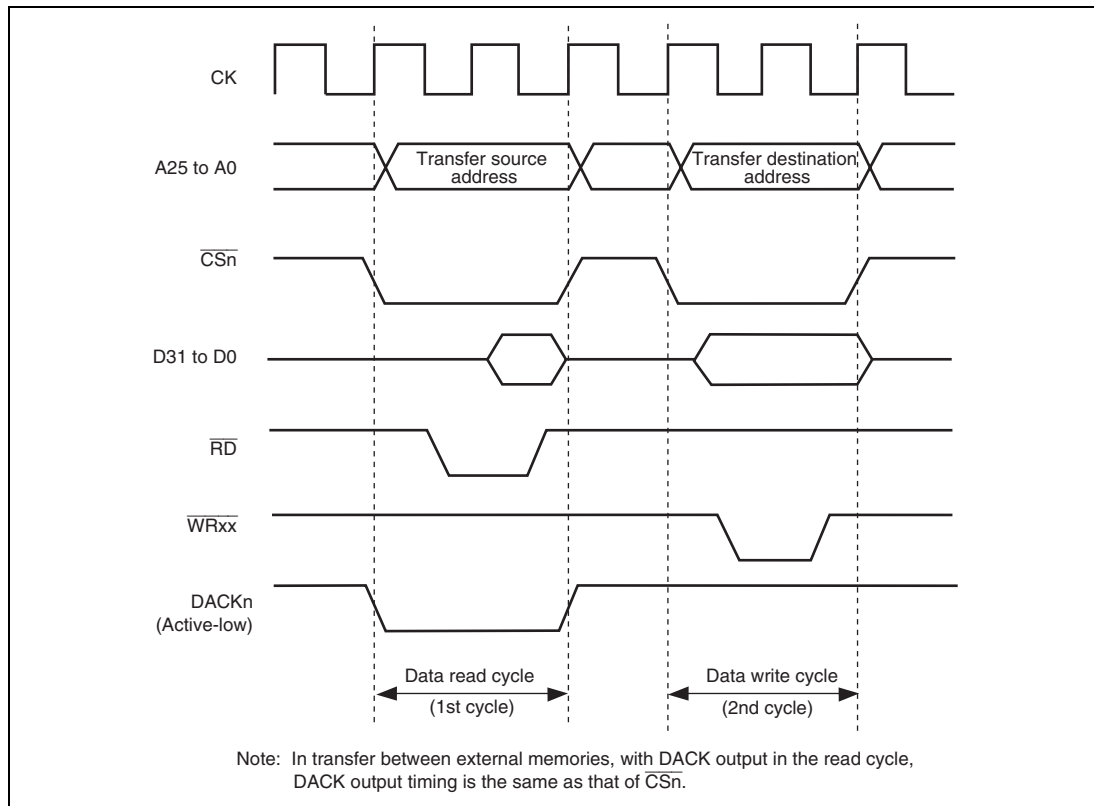 CK
A25 to A0
Transfer source
address
Transfer destination
address
CSn
D31 to D0
RD
WRxx
DACKn
(Active-low)
Data read cycle
(1st cycle)
Data write cycle
(2nd cycle)
Note: In transfer between external memories, with DACK output in the read cycle,
DACK output timing is the same as that of CSn.